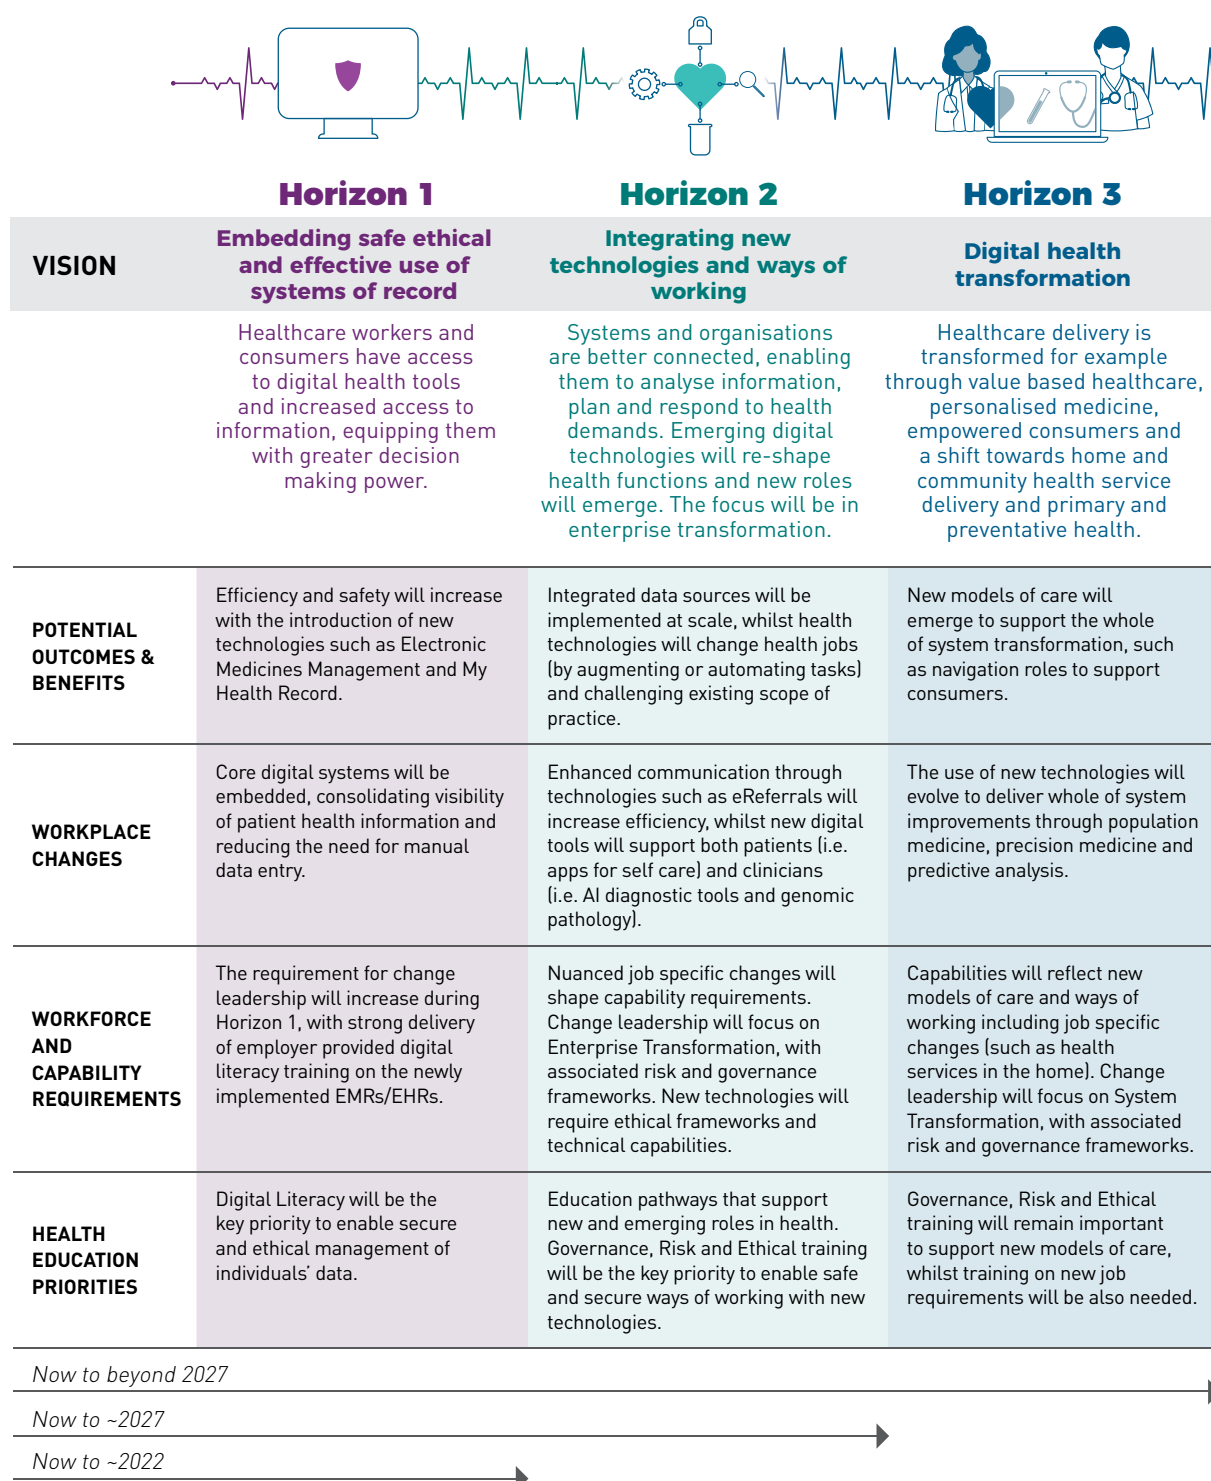 Horizon 1
Horizon 2
Horizon 3
VISION
Embedding safe ethical
and effective use of
systems of record
Integrating new
technologies and ways of
working
Digital health
transformation
Healthcare workers and
consumers have access
to digital health tools
and increased access to
information, equipping them
with greater decision
making power.
Systems and organisations
are better connected, enabling
them to analyse information,
plan and respond to health
demands. Emerging digital
technologies will re-shape
health functions and new roles
will emerge. The focus will be in
enterprise transformation.
Healthcare delivery is
transformed for example
through value based healthcare,
personalised medicine,
empowered consumers and
a shift towards home and
community health service
delivery and primary and
preventative health.
POTENTIAL
OUTCOMES &
BENEFITS
Efficiency and safety will increase
with the introduction of new
technologies such as Electronic
Medicines Management and My
Health Record.
Integrated data sources will be
implemented at scale, whilst health
technologies will change health jobs
(by augmenting or automating tasks)
and challenging existing scope of
practice.
New models of care will
emerge to support the whole
of system transformation, such
as navigation roles to support
consumers.
WORKPLACE
CHANGES
Core digital systems will be
embedded, consolidating visibility
of patient health information and
reducing the need for manual
data entry.
Enhanced communication through
technologies such as eReferrals will
increase efficiency, whilst new digital
tools will support both patients (i.e.
apps for self care) and clinicians
(i.e. AI diagnostic tools and genomic
pathology).
The use of new technologies will
evolve to deliver whole of system
improvements through population
medicine, precision medicine and
predictive analysis.
WORKFORCE
AND
CAPABILITY
REQUIREMENTS
The requirement for change
leadership will increase during
Horizon 1, with strong delivery
of employer provided digital
literacy training on the newly
implemented EMRs/EHRs.
Nuanced job specific changes will
shape capability requirements.
Change leadership will focus on
Enterprise Transformation, with
associated risk and governance
frameworks. New technologies will
require ethical frameworks and
technical capabilities.
Capabilities will reflect new
models of care and ways of
working including job specific
changes (such as health
services in the home). Change
leadership will focus on System
Transformation, with associated
risk and governance frameworks.
HEALTH
EDUCATION
PRIORITIES
Digital Literacy will be the
key priority to enable secure
and ethical management of
individuals’ data.
Education pathways that support
new and emerging roles in health.
Governance, Risk and Ethical training
will be the key priority to enable safe
and secure ways of working with new
technologies.
Governance, Risk and Ethical
training will remain important
to support new models of care,
whilst training on new job
requirements will be also needed.
Now to beyond 2027
Now to ~2027
Now to ~2022